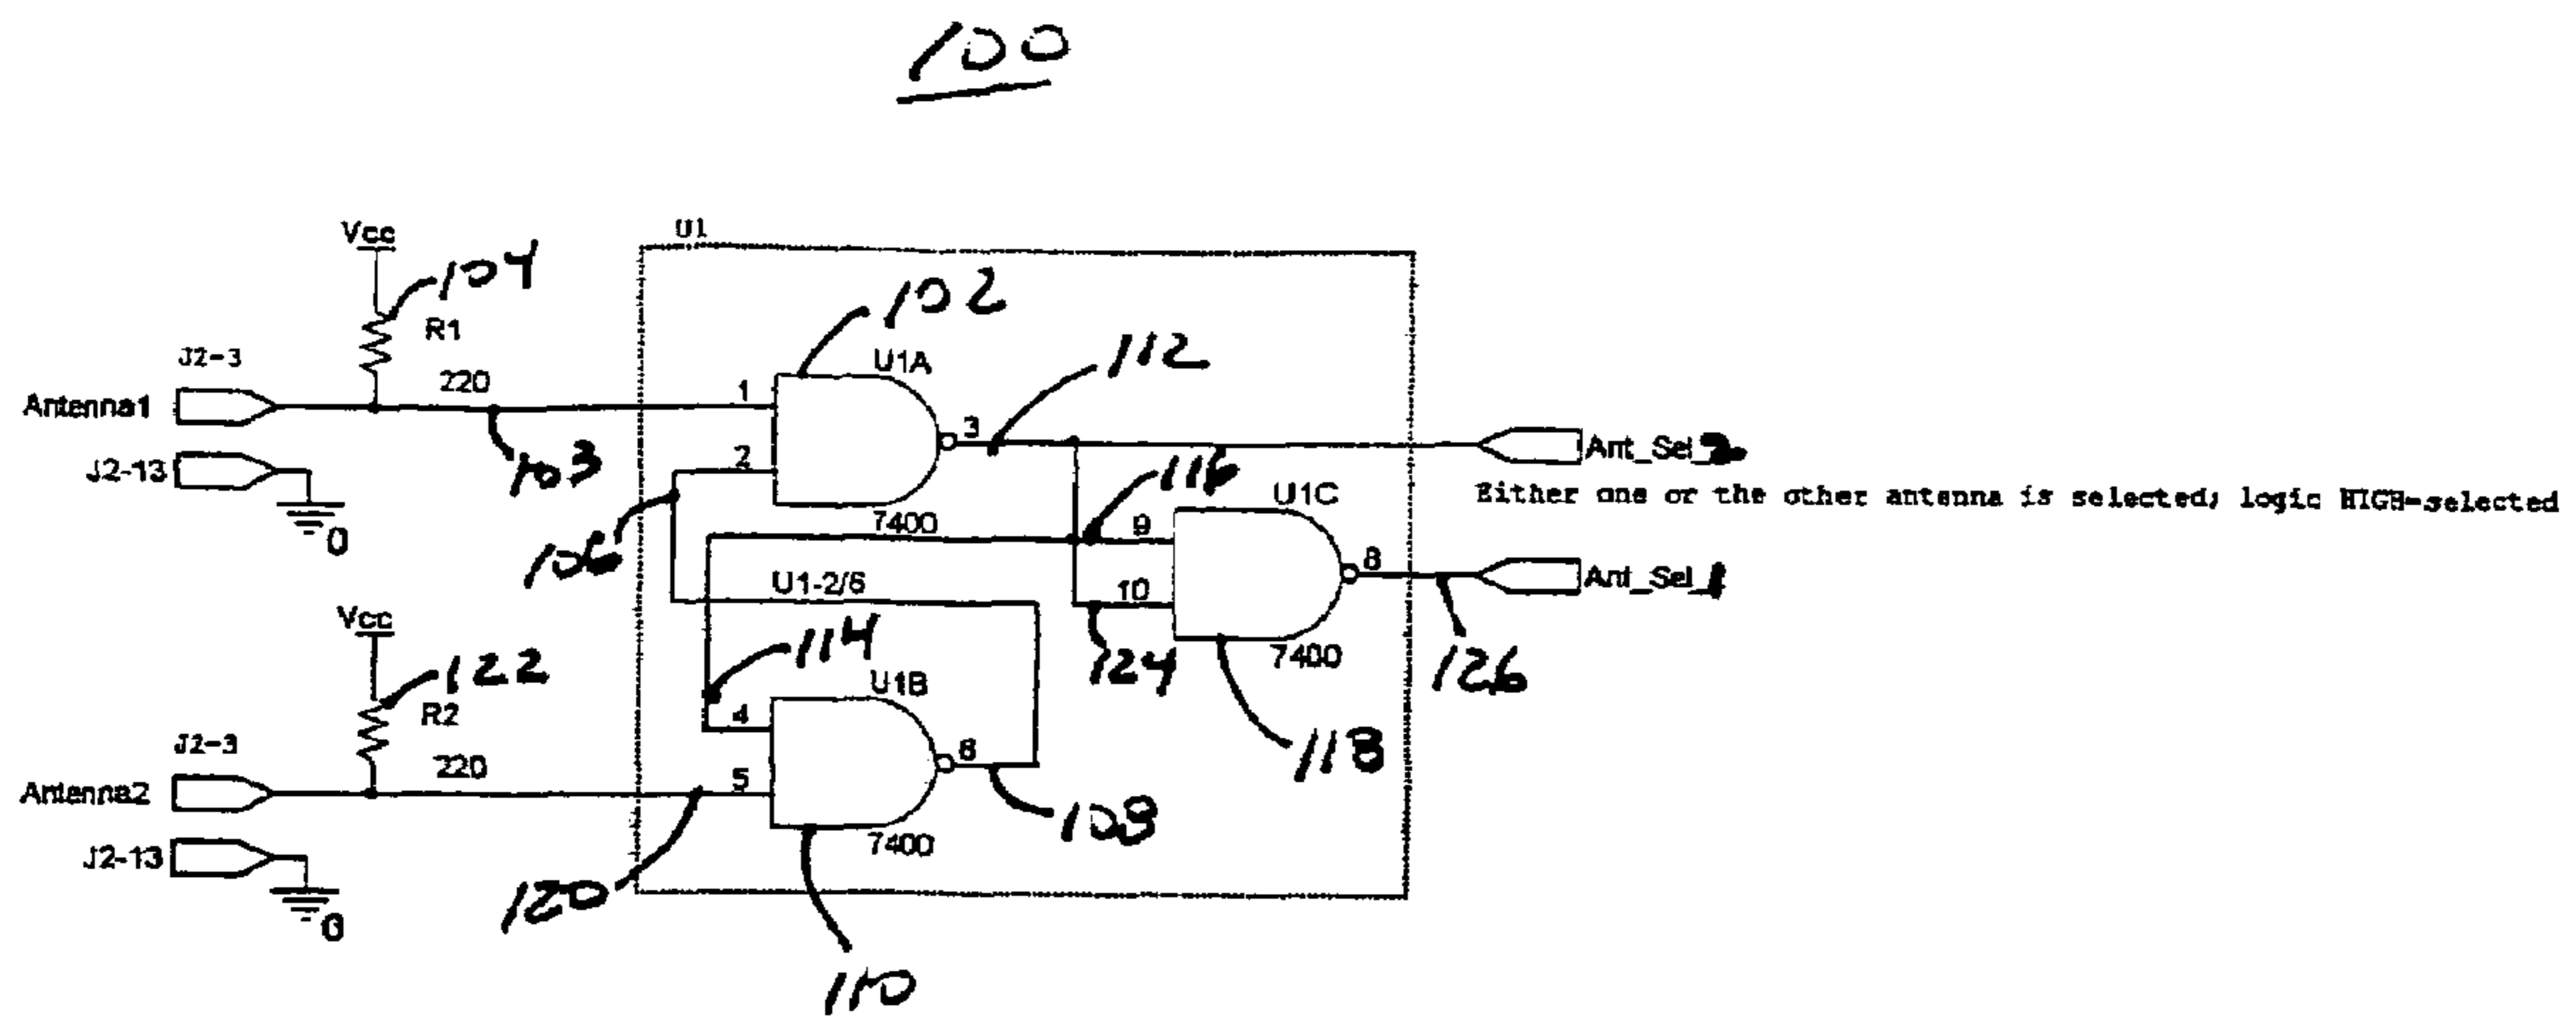 100
U1
Vcc
104
R1
102
U1A
112
J2-3
220
1
3
Antenna1
103
2
Ant_Sel_2
J2-13
116
U1C
Either one or the other antenna is selected; logic HIGH=selected
0
7400
9
106
8
U1-2/6
10
Ant_Sel_1
Vcc
114
124
7400
126
122
U1B
R2
4
118
J2-3
220
6
5
Antenna2
108
J2-13
7400
120
0
110